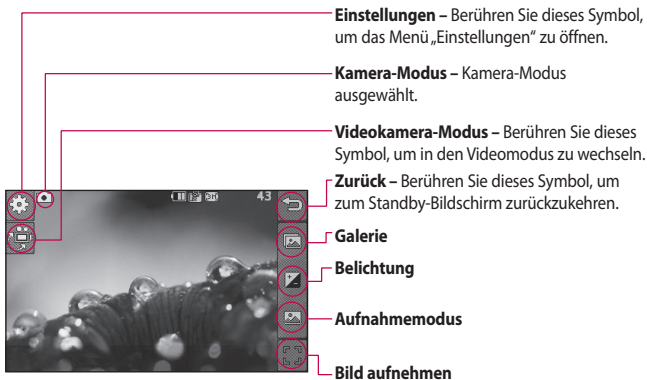 Einstellungen – Berühren Sie dieses Symbol,
um das Menü „Einstellungen“ zu öffnen.
Kamera-Modus – Kamera-Modus
ausgewählt.
Videokamera-Modus – Berühren Sie dieses
Symbol, um in den Videomodus zu wechseln.
Zurück – Berühren Sie dieses Symbol, um
zum Standby-Bildschirm zurückzukehren.
43
Galerie
Belichtung
Aufnahmemodus
Bild aufnehmen